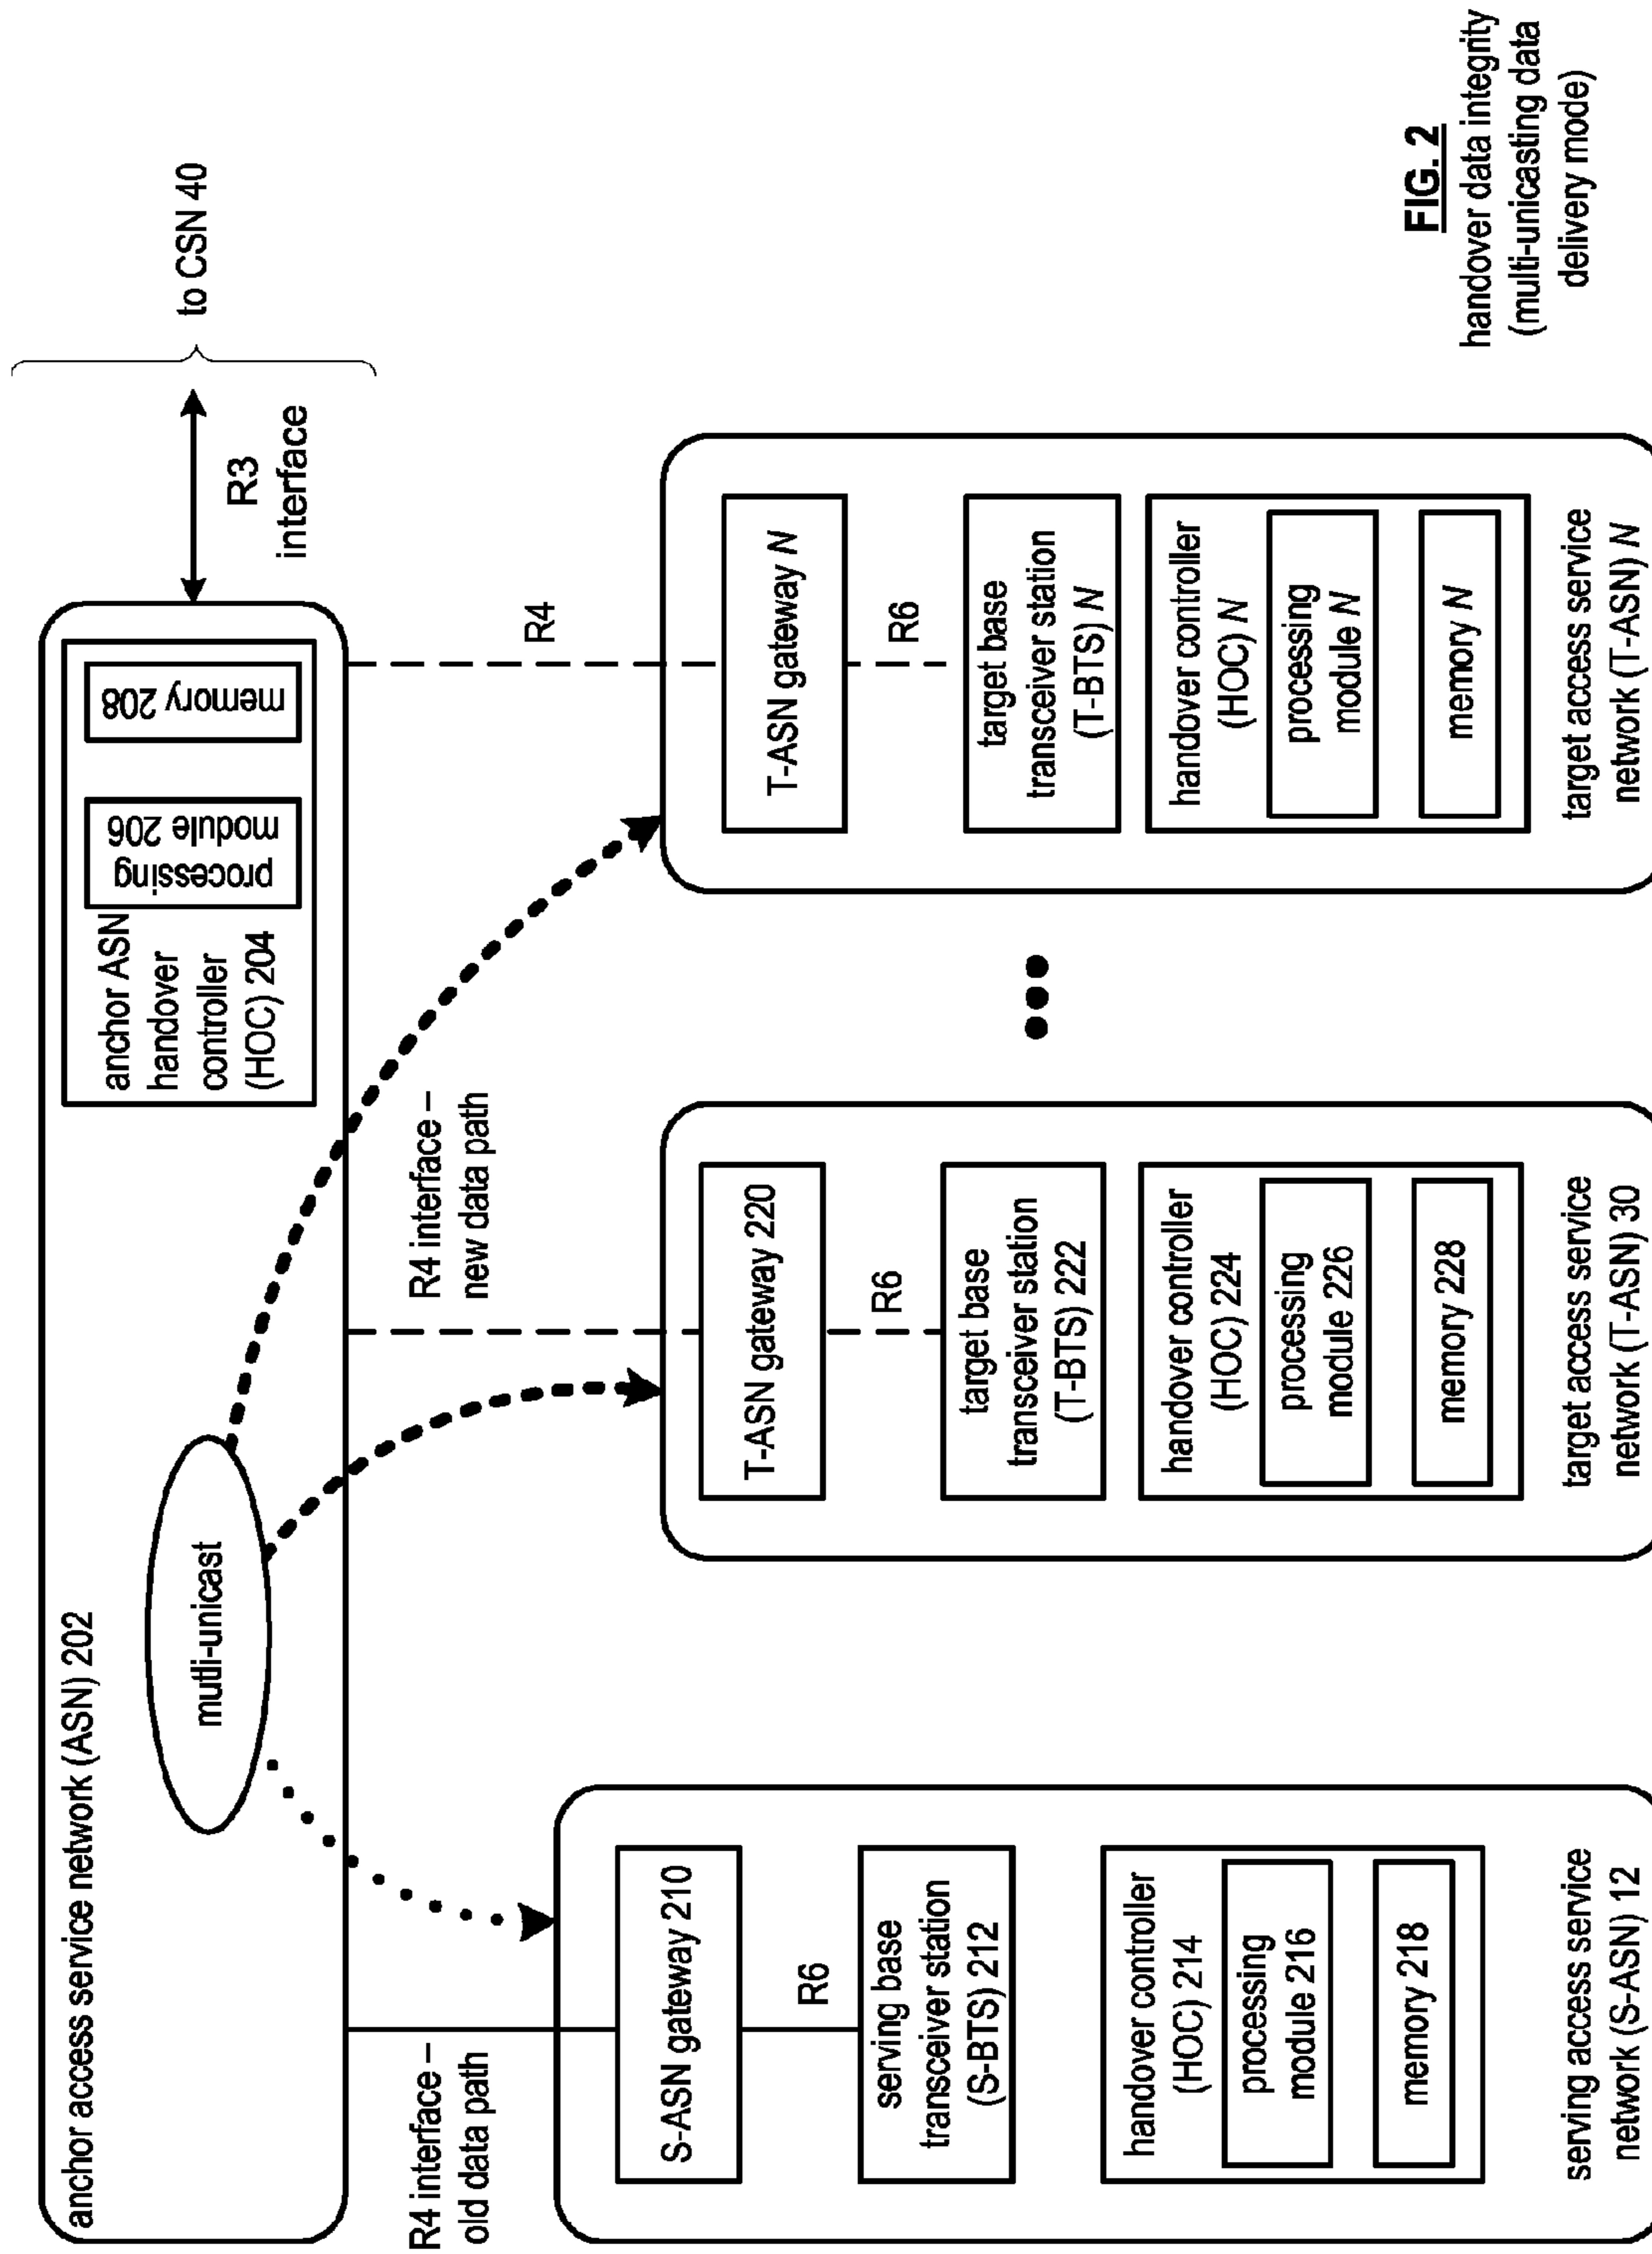 anchor access service network (ASN) 202
mutli-unicast
anchor ASN
handover
controller
(HOC) 204
processing
module 206
memory 208
R3
interface
to CSN 40
R4 interface –
old data path
R4 interface –
new data path
R4
S-ASN gateway 210
R6
serving base
transceiver station
(S-BTS) 212
handover controller
(HOC) 214
processing
module 216
memory 218
serving access service
network (S-ASN) 12
T-ASN gateway 220
R6
target base
transceiver station
(T-BTS) 222
handover controller
(HOC) 224
processing
module 226
memory 228
target access service
network (T-ASN) 30
T-ASN gateway N
R6
target base
transceiver station
(T-BTS) N
handover controller
(HOC) N
processing
module N
memory N
target access service
network (T-ASN) N
FIG. 2
handover data integrity
(multi-unicasting data
delivery mode)